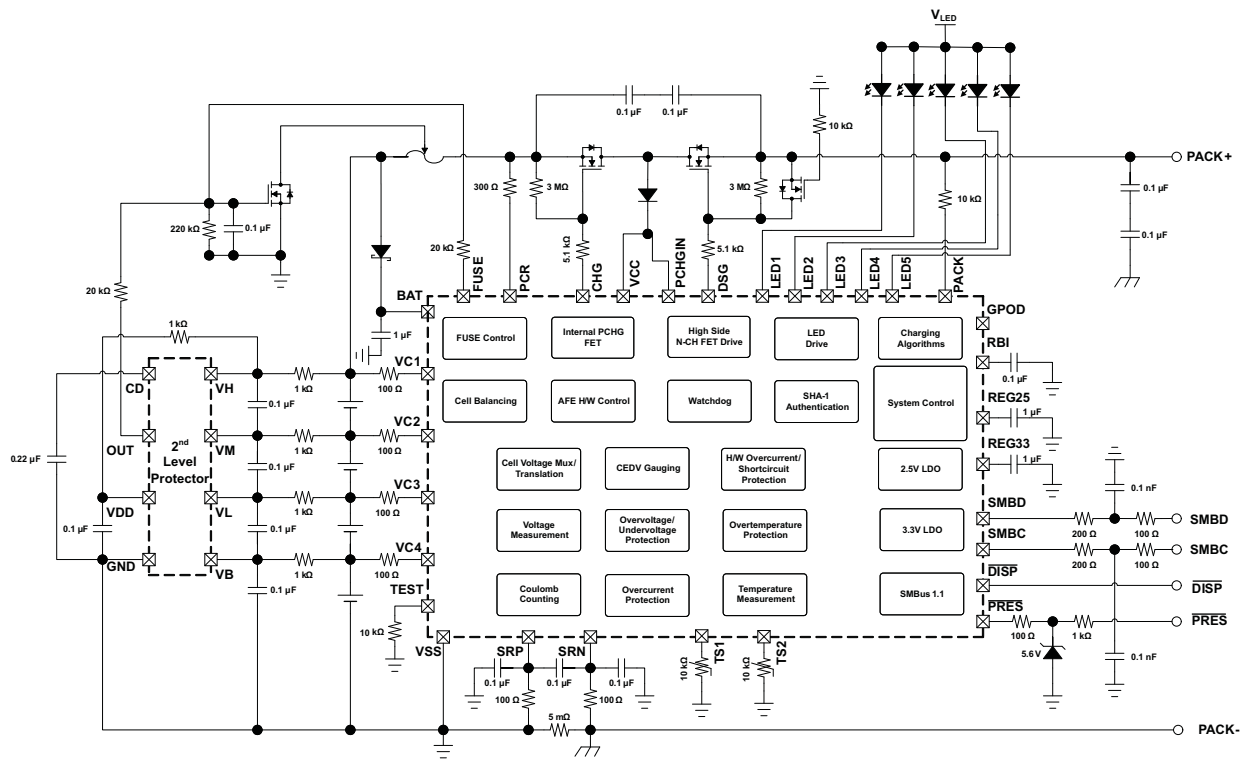 VLED
0.1 µF
0.1 µF
10 kΩ
PACK+
300 Ω
3 MΩ
3 MΩ
10 kΩ
0.1 µF
0.1 µF
220 kΩ
0.1 µF
20 kΩ
5.1 kΩ
5.1 kΩ
20 kΩ
FUSE
PCR
CHG
VCC
PCHGIN
DSG
LED1
LED2
LED3
LED4
LED5
PACK
BAT
GPOD
1 µF
1 kΩ
FUSE Control
Internal PCHG
FET
High Side
N-CH FET Drive
LED
Drive
Charging
Algorithms
RBI
0.1 µF
CD
VH
1 kΩ
VC1
100 Ω
Cell Balancing
AFE H/W Control
Watchdog
SHA-1
Authentication
System Control
REG25
1 µF
0.1 µF
OUT
VM
1 kΩ
VC2
100 Ω
REG33
1 µF
0.22 µF
2nd
Level
Protector
0.1 µF
Cell Voltage Mux/
Translation
CEDV Gauging
H/W Overcurrent/
Shortcircuit
Protection
2.5V LDO
0.1 nF
VDD
VL
1 kΩ
VC3
100 Ω
SMBD
200 Ω
100 Ω
SMBD
0.1 µF
0.1 µF
Voltage
Measurement
Overvoltage/
Undervoltage
Protection
Overtemperature
Protection
3.3V LDO
SMBC
200 Ω
100 Ω
SMBC
GND
VB
1 kΩ
VC4
100 Ω
DISP
DISP
0.1 µF
TEST
Coulomb
Counting
Overcurrent
Protection
Temperature
Measurement
SMBus 1.1
PRES
100 Ω
1 kΩ
PRES
10 kΩ
VSS
SRP
SRN
TS1
TS2
5.6 V
0.1 nF
0.1 µF
0.1 µF
0.1 µF
10 kΩ
10 kΩ
100 Ω
100 Ω
5 mΩ
PACK-